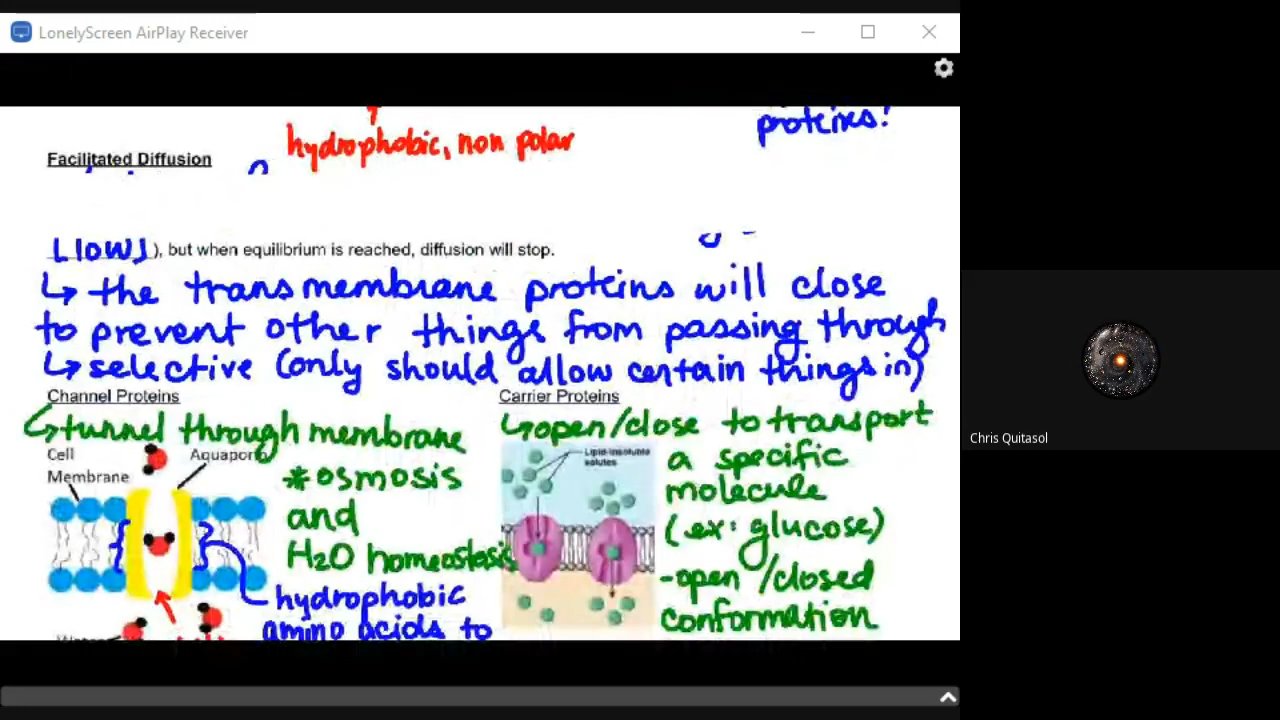 LonelyScreen AirPlay Receiver
proteins!
hydrophobic, non polar
Facilitated Diffusion
), but when equilibrium is reached, diffusion will stop.
↳ the transmembrane proteins will close
to prevent other things from passing through
↳ selective (only should allow certain things in)
Channel Proteins
↳ tunnel through membrane
Cell
Membrane
Aquaporin
* osmosis
and
H2O homeostasis
hydrophobic
amino acids to
Carrier Proteins
↳ open/close to transport
a specific
molecule
(ex: glucose)
- open /closed
conformation
Lipid-insoluble
solutes
Chris Quitasol